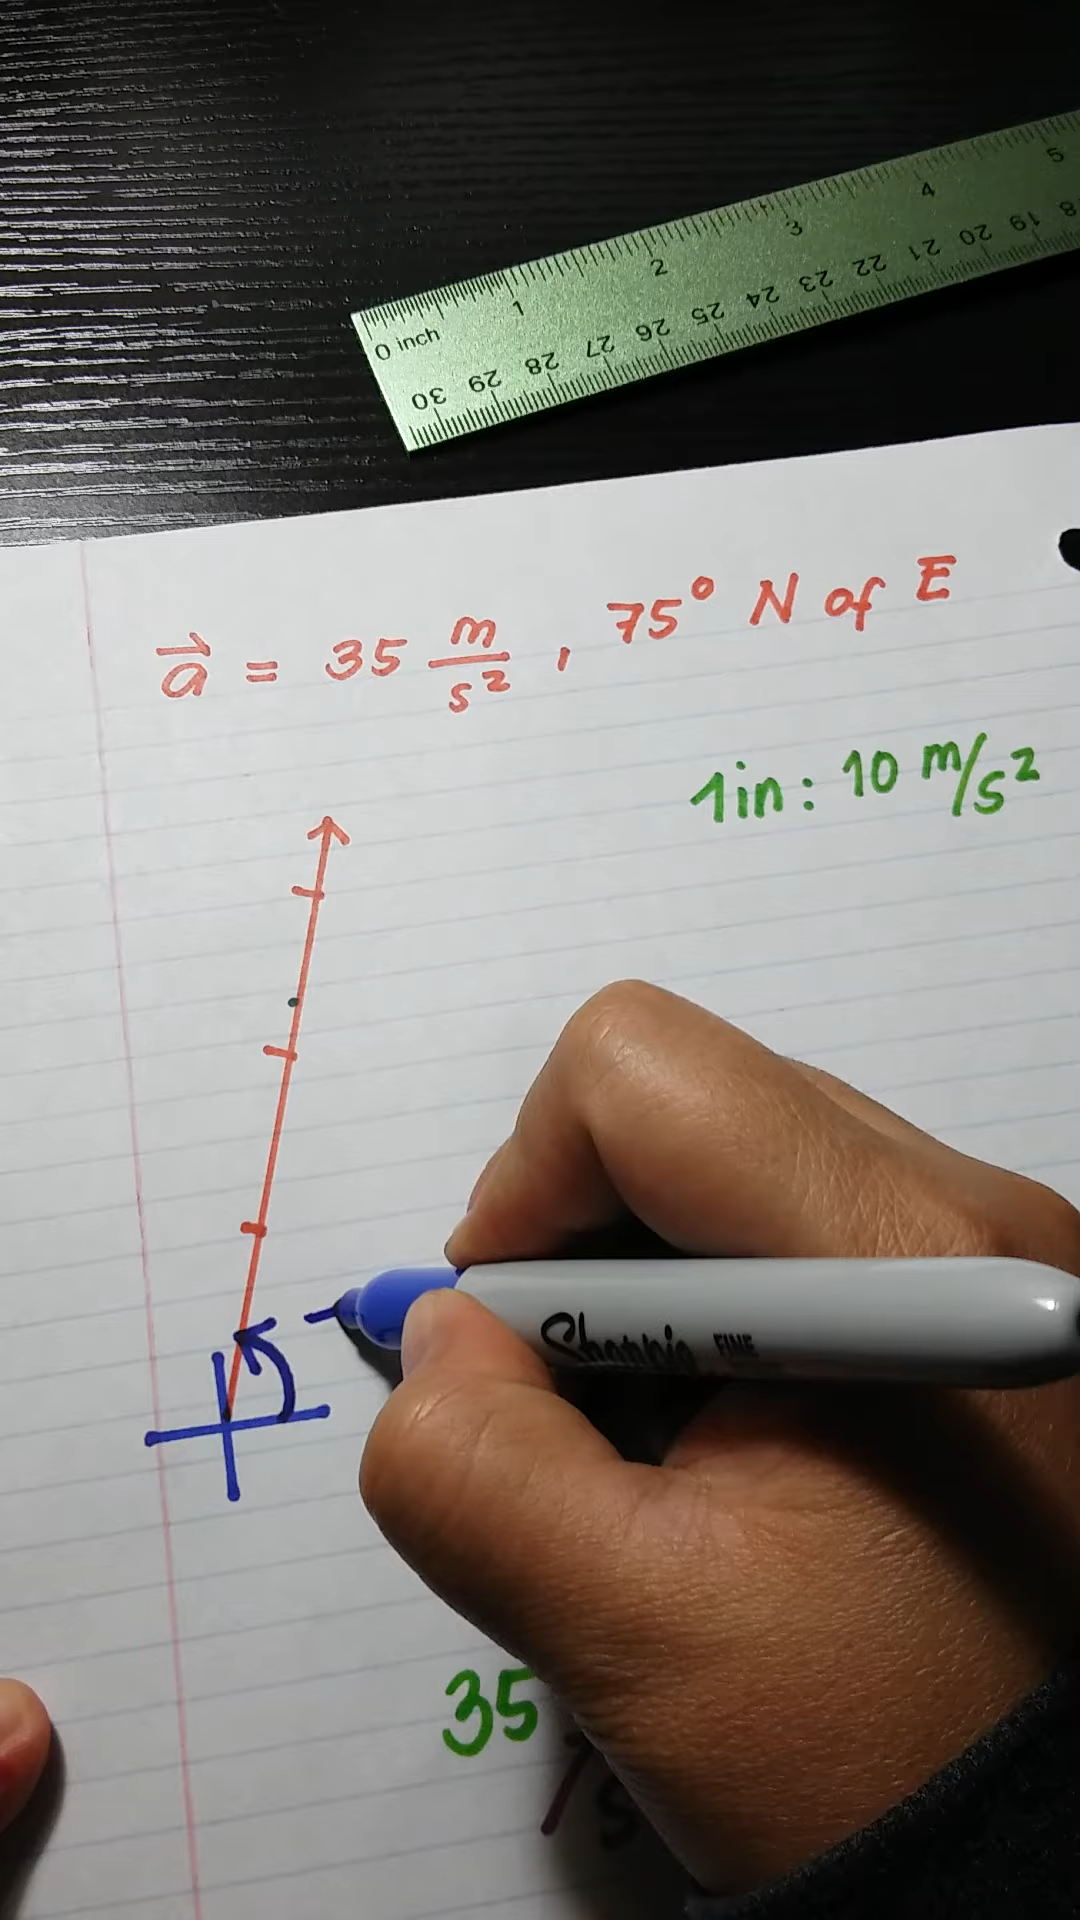 5
4
3
2
1
0 inch
30 29 28 27 26 25 24 23 22 21 20 19 18
a⃗ = 35 m/s² , 75° N of E
1in : 10 m/s²
Sharpie FINE
35